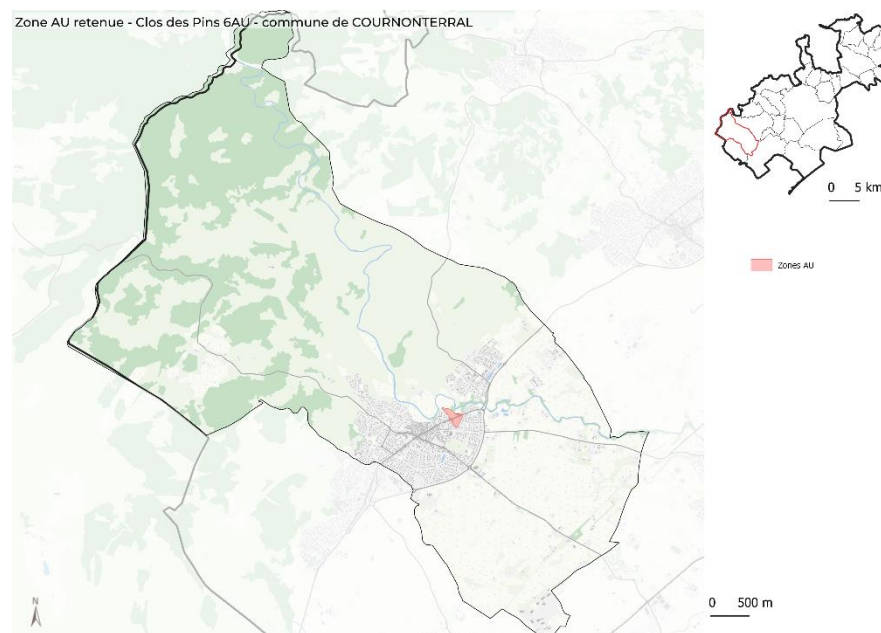 Zone AU retenue - Clos des Pins 6AU - commune de COURNONTERRAL
0 5 km
Zones AU
N
0 500 m